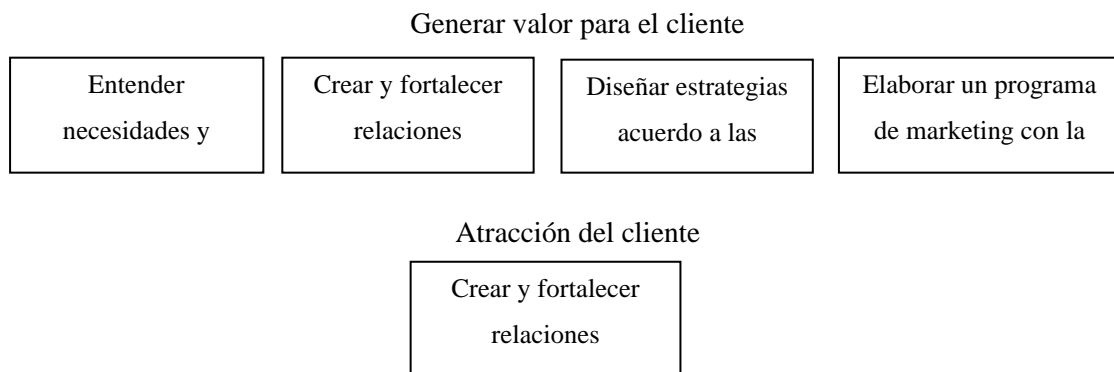 Generar valor para el cliente
Entender
necesidades y
Crear y fortalecer
relaciones
Diseñar estrategias
acuerdo a las
Elaborar un programa
de marketing con la
Atracción del cliente
Crear y fortalecer
relaciones